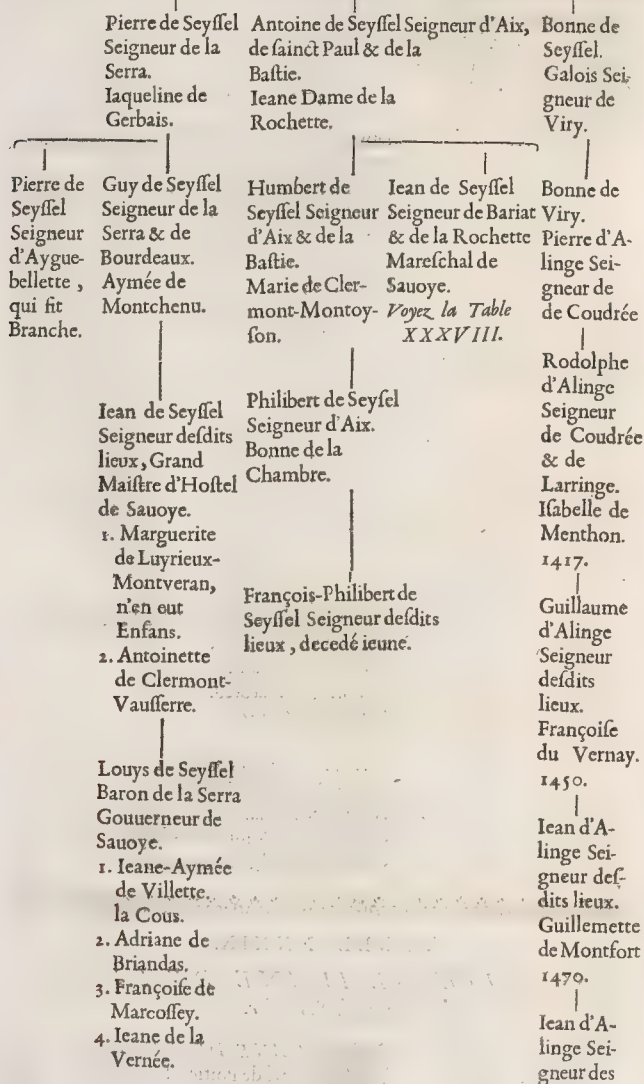 Pierre de Seyſſel
Seigneur de la
Serra.
Iaqueline de
Gerbais.
Antoine de Seyſſel Seigneur d'Aix,
de ſainct Paul & de la
Baſtie.
Ieane Dame de la
Rochette.
Bonne de
Seyſſel.
Galois Sei-
gneur de
Viry.
Pierre de
Seyſſel
Seigneur
d'Aygue-
bellette,
qui fit
Branche.
Guy de Seyſſel
Seigneur de la
Serra & de
Bourdeaux.
Aymée de
Montchenu.
Humbert de
Seyſſel Seigneur
d'Aix & de la
Baſtie.
Marie de Cler-
mont-Montoy-
ſon.
Iean de Seyſſel
Seigneur de Bariat
& de la Rochette
Mareſchal de
Sauoye.
Voyez la Table
XXXVIII.
Bonne de
Viry.
Pierre d'A-
linge Sei-
gneur de
de Coudrée
Iean de Seyſſel
Seigneur deſdits
lieux, Grand
Maiſtre d'Hoſtel
de Sauoye.
1. Marguerite
de Luyrieux-
Montveran,
n'en eut
Enfans.
2. Antoinette
de Clermont-
Vauſſerre.
Philibert de Seyſel
Seigneur d'Aix.
Bonne de la
Chambre.
Rodolphe
d'Alinge
Seigneur
de Coudrée
& de
Larringe.
Iſabelle de
Menthon.
1417.
François-Philibert de
Seyſſel Seigneur deſdits
lieux, decedé ieune.
Guillaume
d'Alinge
Seigneur
deſdits
lieux.
Françoiſe
du Vernay.
1450.
Louys de Seyſſel
Baron de la Serra
Gouuerneur de
Sauoye.
1. Ieane-Aymée
de Villette.
la Cous.
2. Adriane de
Briandas.
3. Françoiſe de
Marcoſſey.
4. Ieane de la
Vernée.
Iean d'A-
linge Sei-
gneur deſ-
dits lieux.
Guillemette
de Montfort
1470.
Iean d'A-
linge Sei-
gneur des